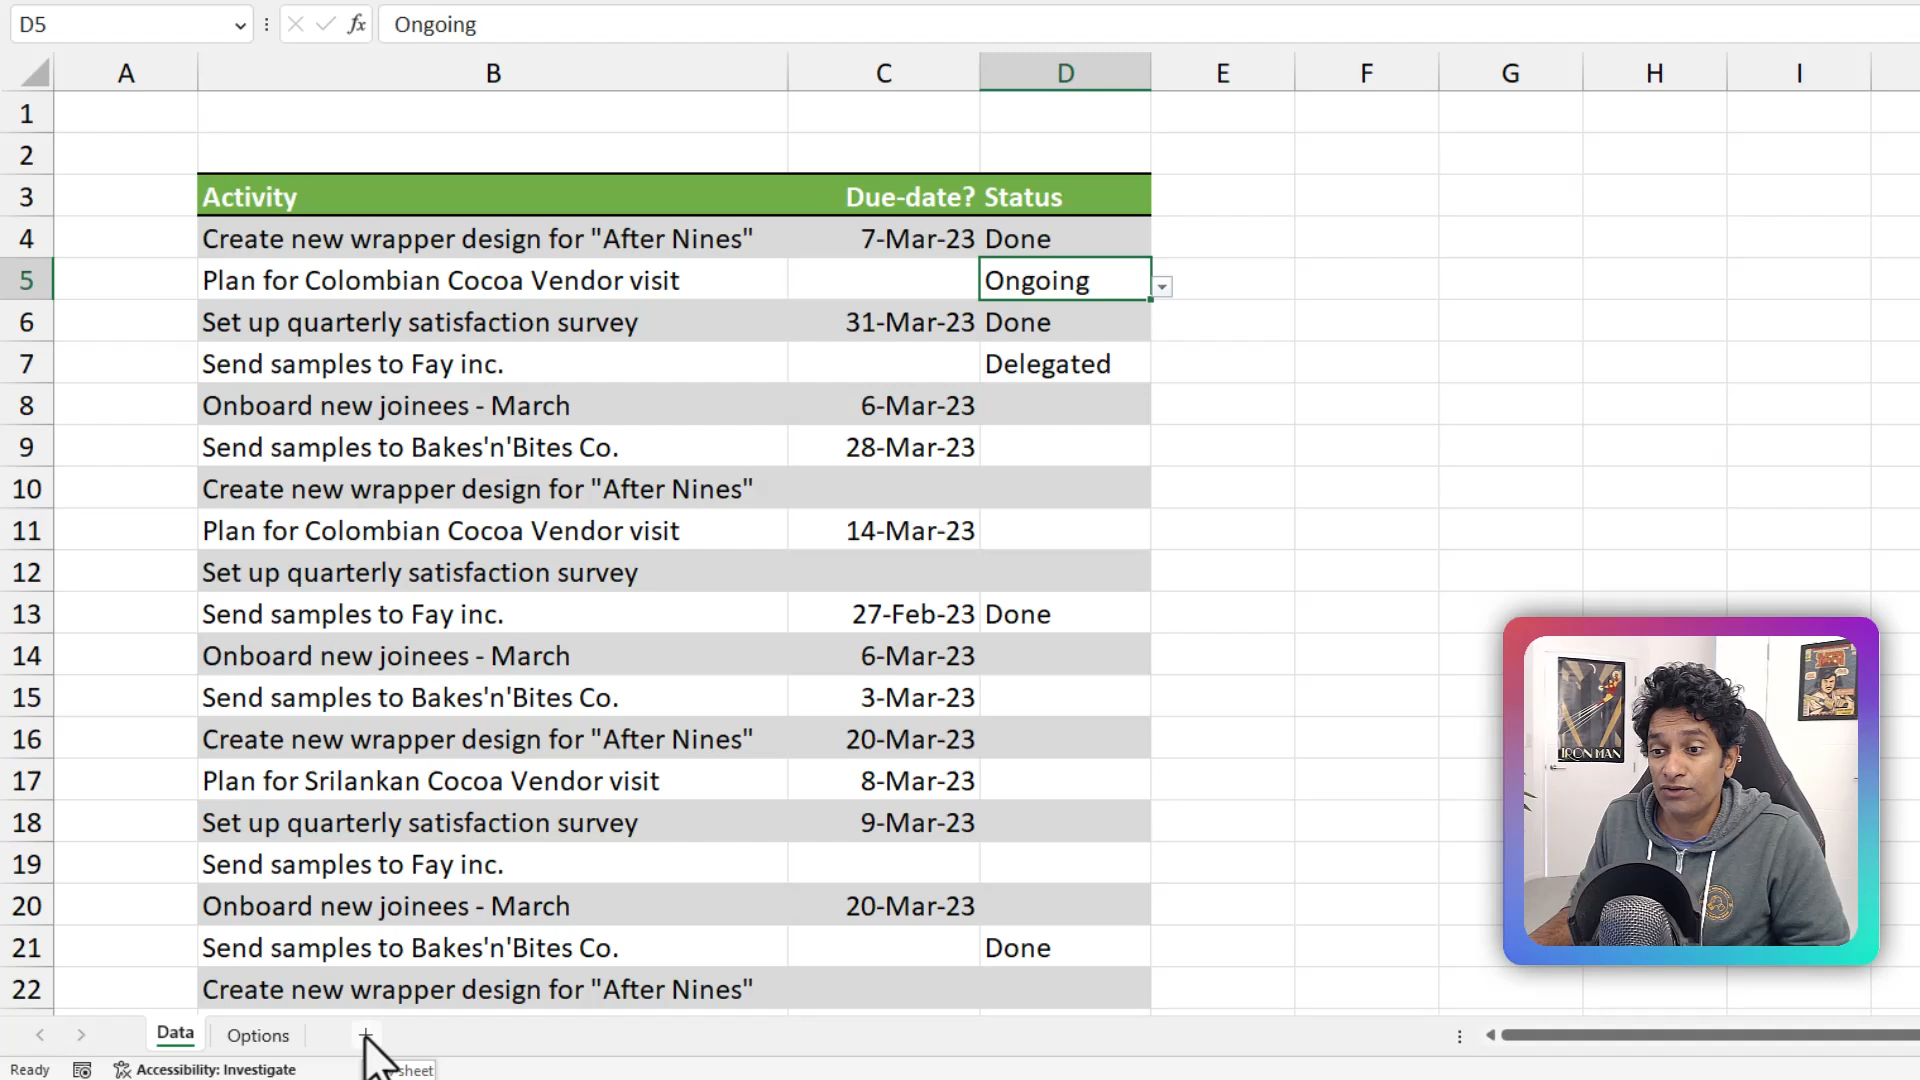 D5 Ongoing
A B C D E F G H I
1
2
3 Activity Due-date? Status
4 Create new wrapper design for "After Nines" 7-Mar-23 Done
5 Plan for Colombian Cocoa Vendor visit Ongoing
6 Set up quarterly satisfaction survey 31-Mar-23 Done
7 Send samples to Fay inc. Delegated
8 Onboard new joinees - March 6-Mar-23
9 Send samples to Bakes'n'Bites Co. 28-Mar-23
10 Create new wrapper design for "After Nines"
11 Plan for Colombian Cocoa Vendor visit 14-Mar-23
12 Set up quarterly satisfaction survey
13 Send samples to Fay inc. 27-Feb-23 Done
14 Onboard new joinees - March 6-Mar-23
15 Send samples to Bakes'n'Bites Co. 3-Mar-23
16 Create new wrapper design for "After Nines" 20-Mar-23
17 Plan for Srilankan Cocoa Vendor visit 8-Mar-23
18 Set up quarterly satisfaction survey 9-Mar-23
19 Send samples to Fay inc.
20 Onboard new joinees - March 20-Mar-23
21 Send samples to Bakes'n'Bites Co. Done
22 Create new wrapper design for "After Nines"
IRON MAN
Data Options
sheet
Ready Accessibility: Investigate